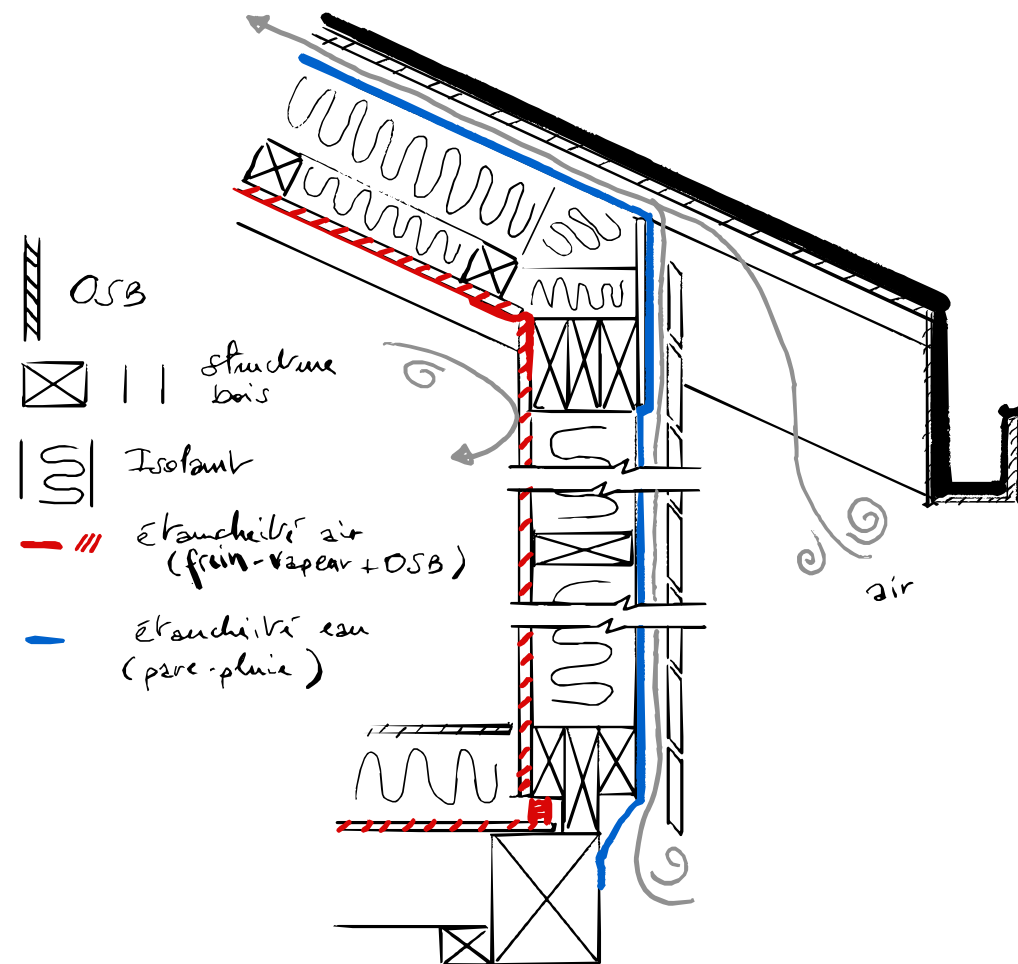 OSB
structure
bois
Isolant
étanchéité air
(frein-vapeur + OSB)
étanchéité eau
(pare-pluie)
air